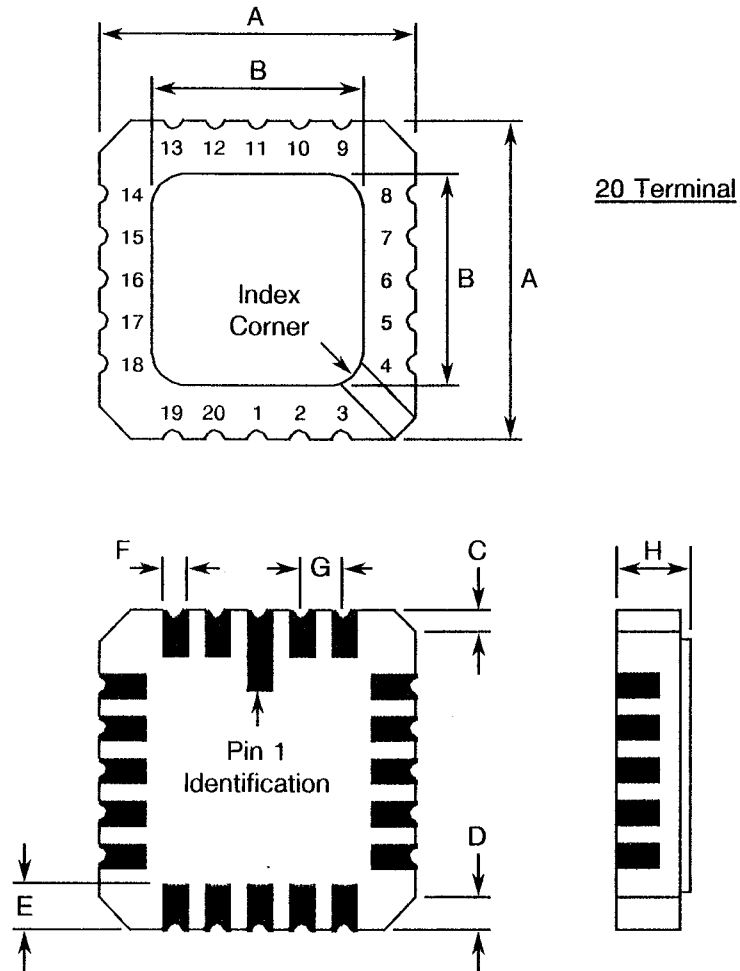 A
B
13 12 11 10 9
20 Terminal
14
15
16
17
18
8
7
6
5
4
B
A
Index
Corner
19 20 1 2 3
F
G
C
H
Pin 1
Identification
D
E